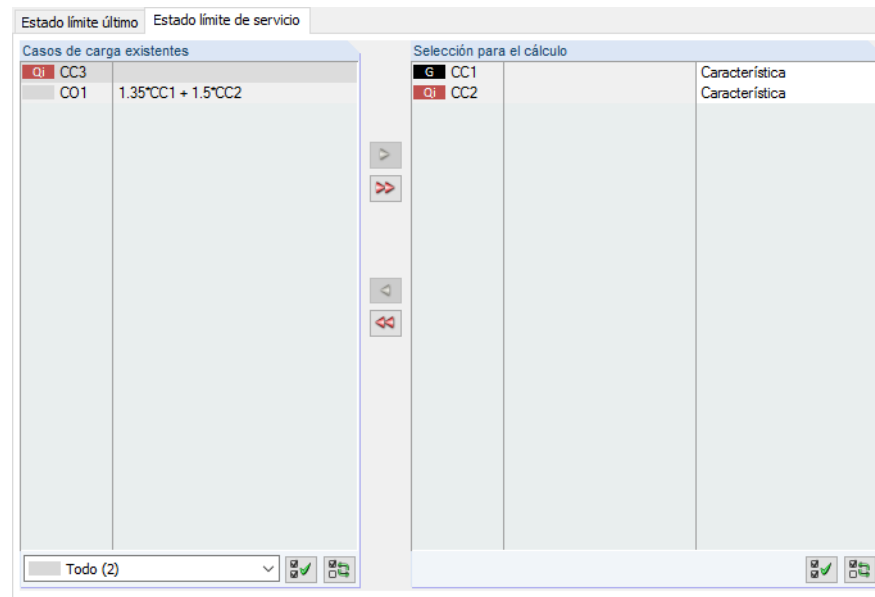 Estado límite último Estado límite de servicio
Casos de carga existentes
Qi CC3
CO1 1.35*CC1 + 1.5*CC2
Todo (2)
Selección para el cálculo
G CC1 Característica
Qi CC2 Característica